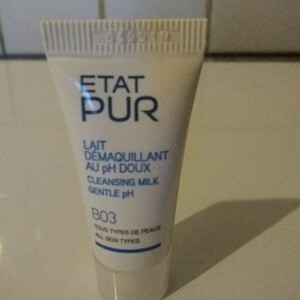 ETAT
PUR
LAIT
DÉMAQUILLANT
AU pH DOUX
CLEANSING MILK
GENTLE pH
B03
TOUS TYPES DE PEAUX
ALL SKIN TYPES